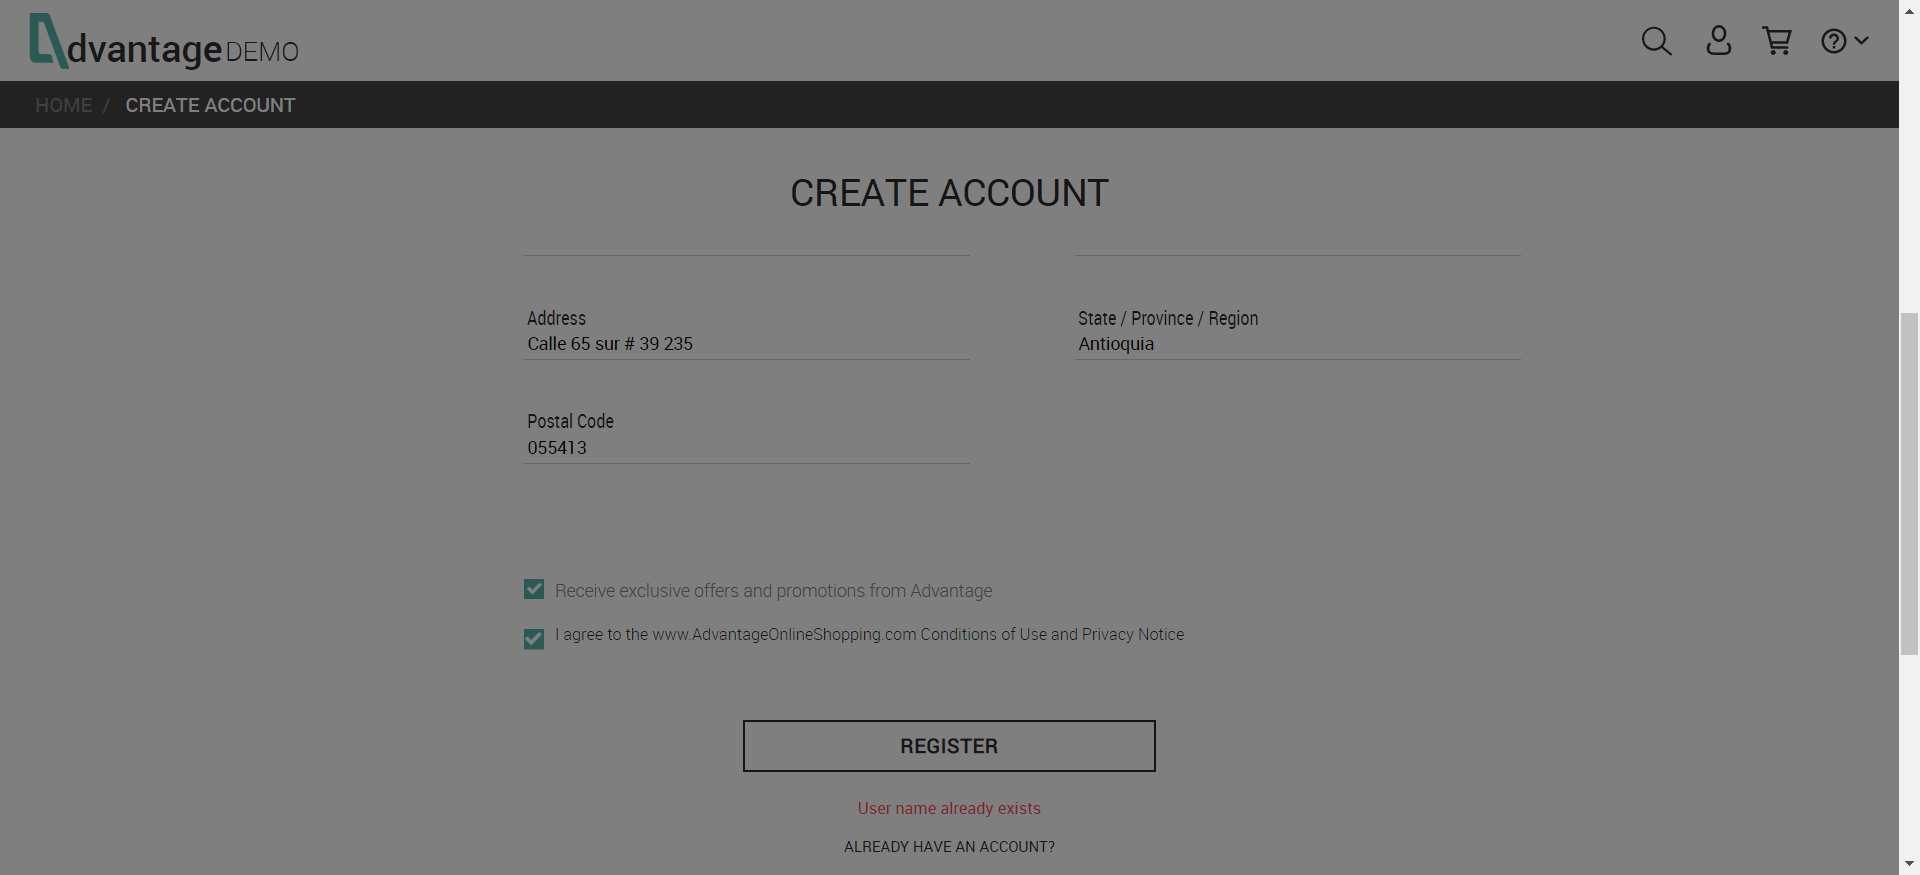 dvantage DEMO
HOME / CREATE ACCOUNT
CREATE ACCOUNT
Address
Calle 65 sur # 39 235
State / Province / Region
Antioquia
Postal Code
055413
Receive exclusive offers and promotions from Advantage
I agree to the www.AdvantageOnlineShopping.com Conditions of Use and Privacy Notice
REGISTER
User name already exists
ALREADY HAVE AN ACCOUNT?